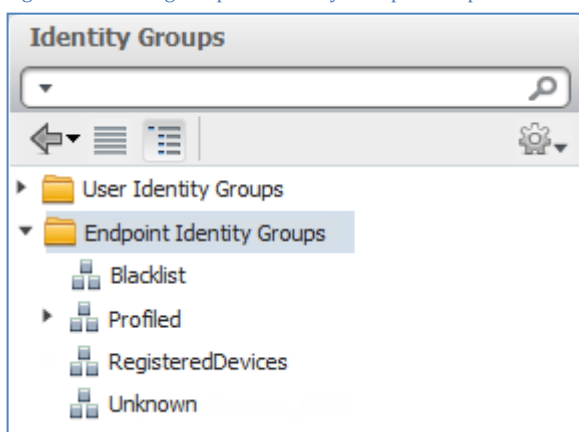 Identity Groups
User Identity Groups
Endpoint Identity Groups
Blacklist
Profiled
RegisteredDevices
Unknown